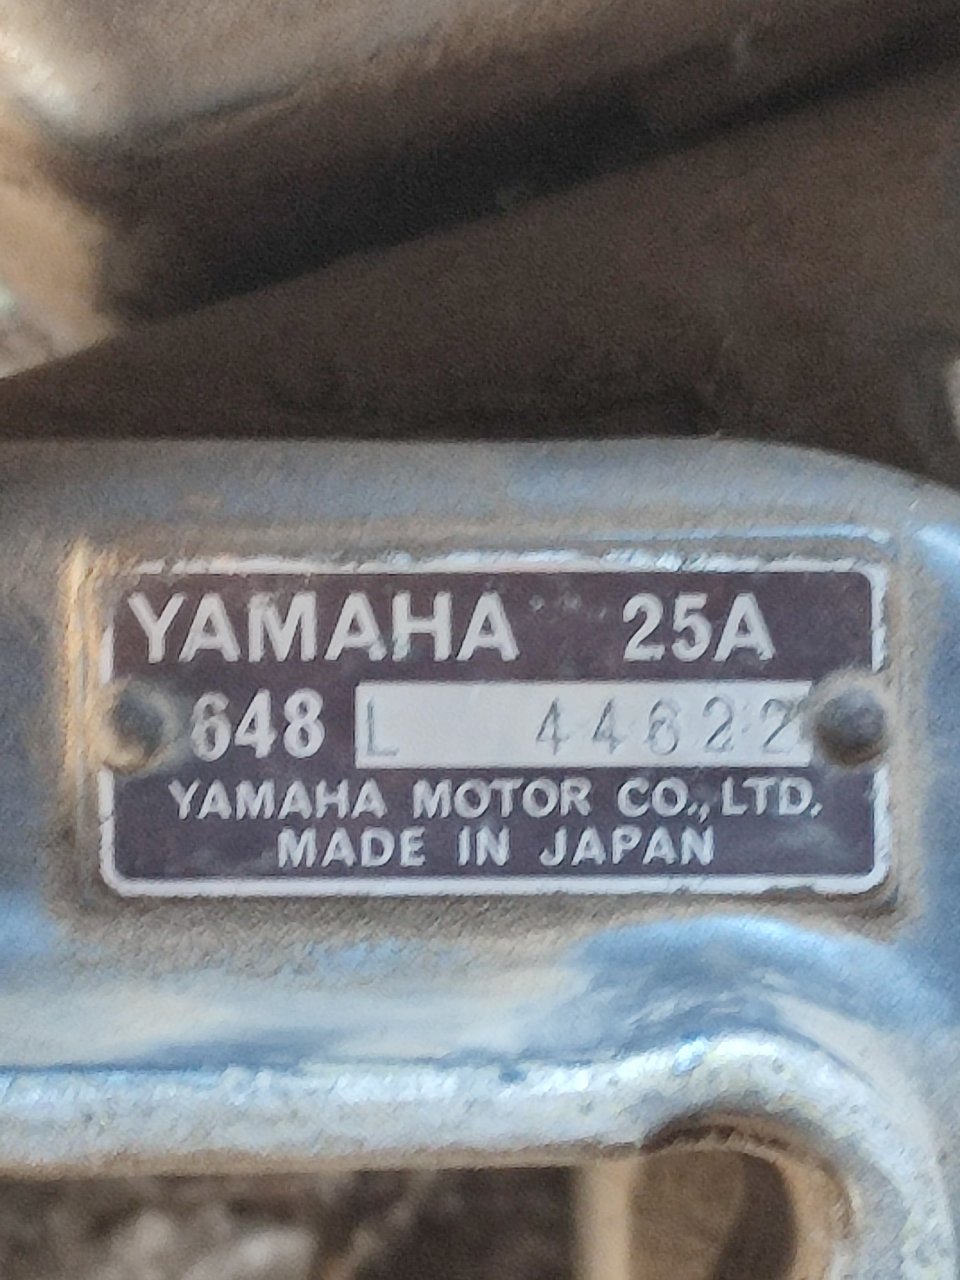 YAMAHA 25A
648 L 44622
YAMAHA MOTOR CO., LTD.
MADE IN JAPAN